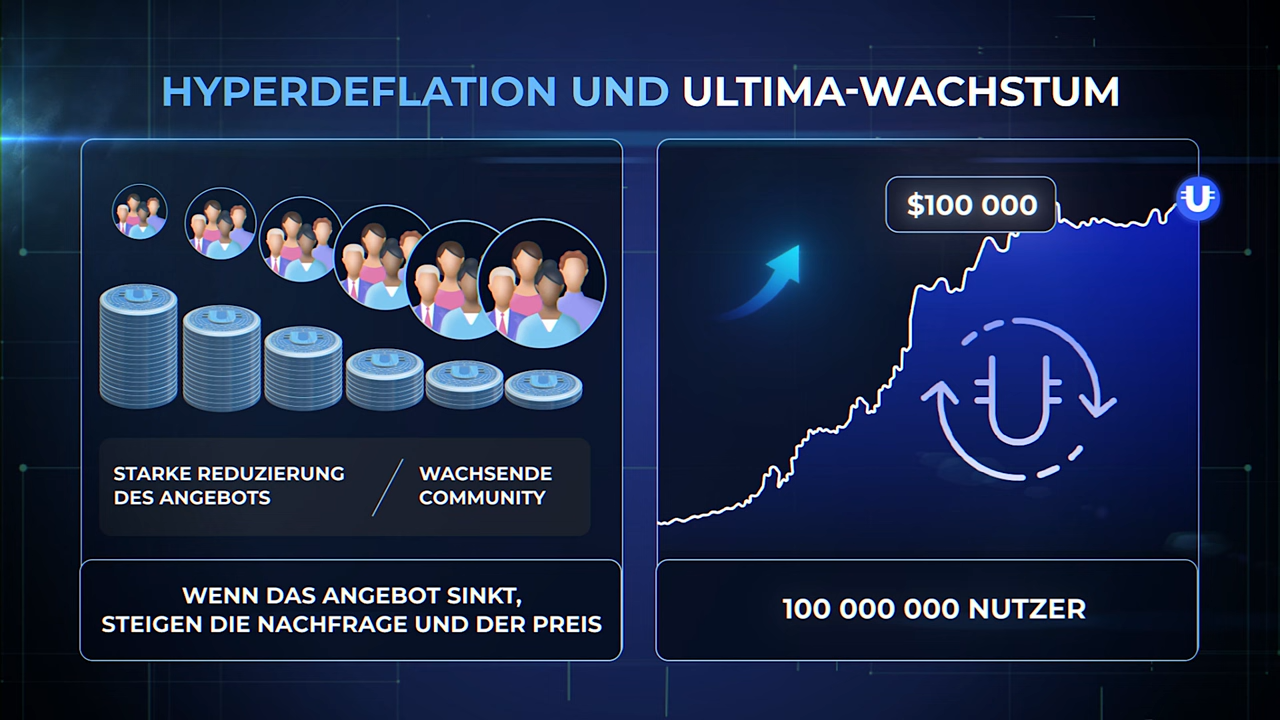 HYPERDEFLATION UND ULTIMA-WACHSTUM
$100 000
STARKE REDUZIERUNG
DES ANGEBOTS
WACHSENDE
COMMUNITY
WENN DAS ANGEBOT SINKT,
STEIGEN DIE NACHFRAGE UND DER PREIS
100 000 000 NUTZER